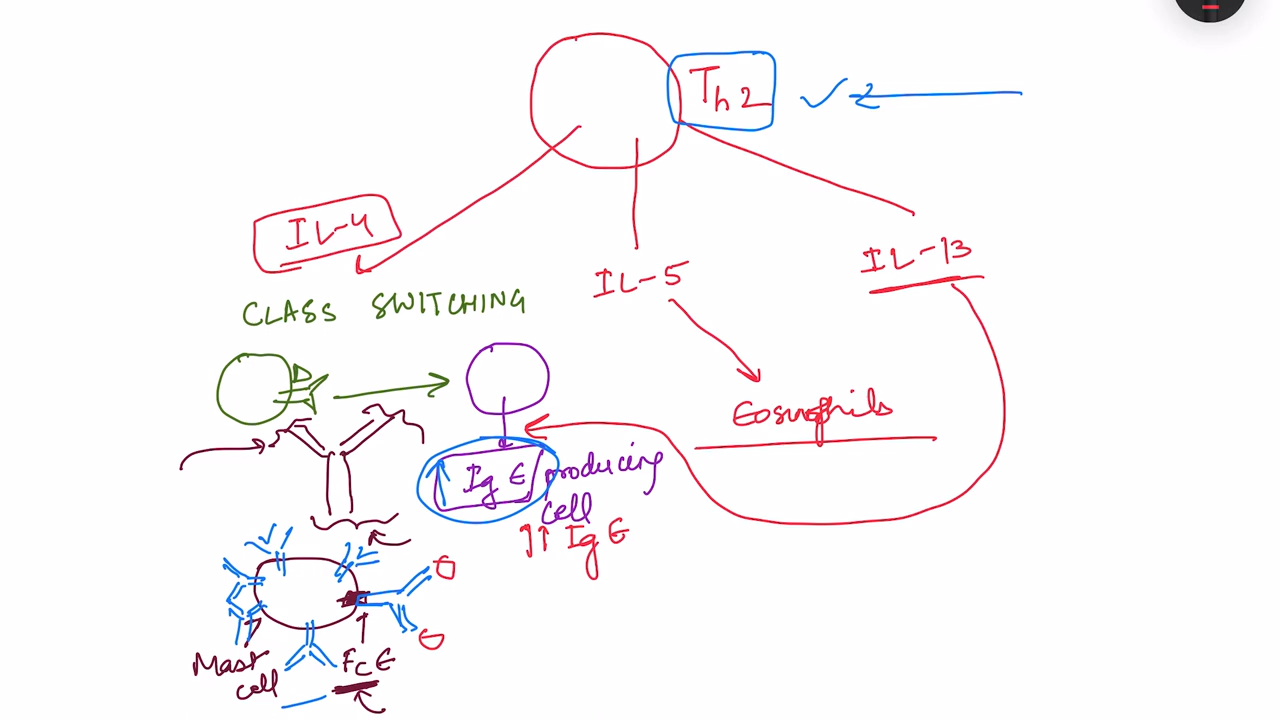 Th2
IL-4
IL-5
IL-13
CLASS SWITCHING
Eosinophils
IgE producing
cell
↑↑ IgE
Mast
cell
FcE